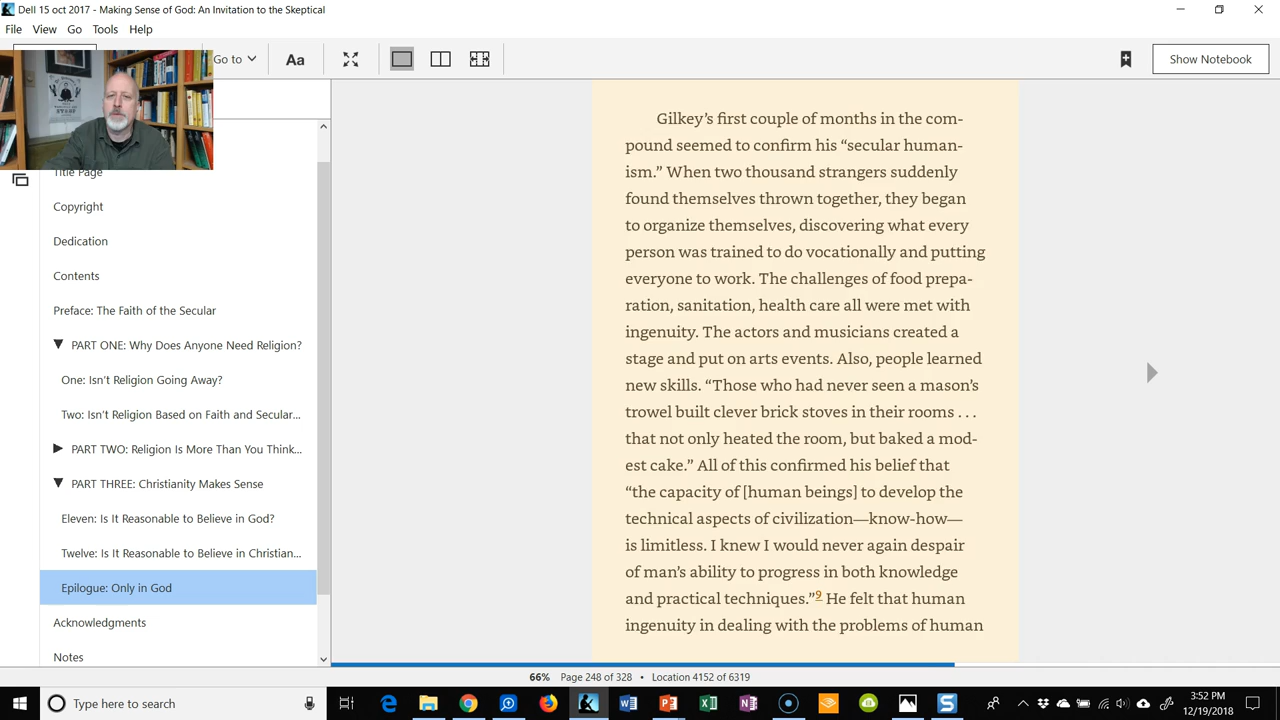 Dell 15 oct 2017 - Making Sense of God: An Invitation to the Skeptical
File View Go Tools Help
Go to
Aa
Show Notebook
Title Page
Copyright
Dedication
Contents
Preface: The Faith of the Secular
PART ONE: Why Does Anyone Need Religion?
One: Isn’t Religion Going Away?
Two: Isn’t Religion Based on Faith and Secular...
PART TWO: Religion Is More Than You Think...
PART THREE: Christianity Makes Sense
Eleven: Is It Reasonable to Believe in God?
Twelve: Is It Reasonable to Believe in Christian...
Epilogue: Only in God
Acknowledgments
Notes
Gilkey’s first couple of months in the com-
pound seemed to confirm his “secular human-
ism.” When two thousand strangers suddenly
found themselves thrown together, they began
to organize themselves, discovering what every
person was trained to do vocationally and putting
everyone to work. The challenges of food prepa-
ration, sanitation, health care all were met with
ingenuity. The actors and musicians created a
stage and put on arts events. Also, people learned
new skills. “Those who had never seen a mason’s
trowel built clever brick stoves in their rooms . . .
that not only heated the room, but baked a mod-
est cake.” All of this confirmed his belief that
“the capacity of [human beings] to develop the
technical aspects of civilization—know-how—
is limitless. I knew I would never again despair
of man’s ability to progress in both knowledge
and practical techniques.”9 He felt that human
ingenuity in dealing with the problems of human
66% Page 248 of 328 • Location 4152 of 6319
Type here to search
3:52 PM
12/19/2018